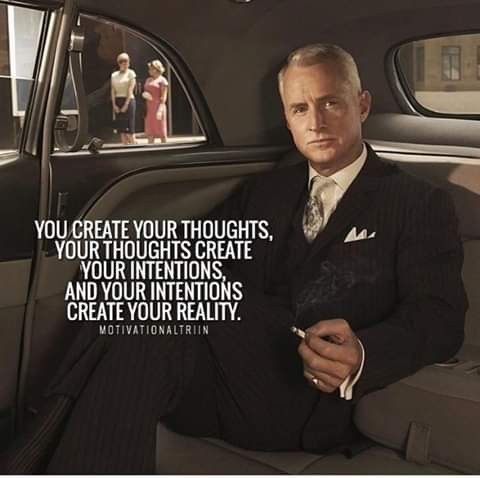 YOU CREATE YOUR THOUGHTS,
YOUR THOUGHTS CREATE
YOUR INTENTIONS,
AND YOUR INTENTIONS
CREATE YOUR REALITY.
MOTIVATIONALTRIIN